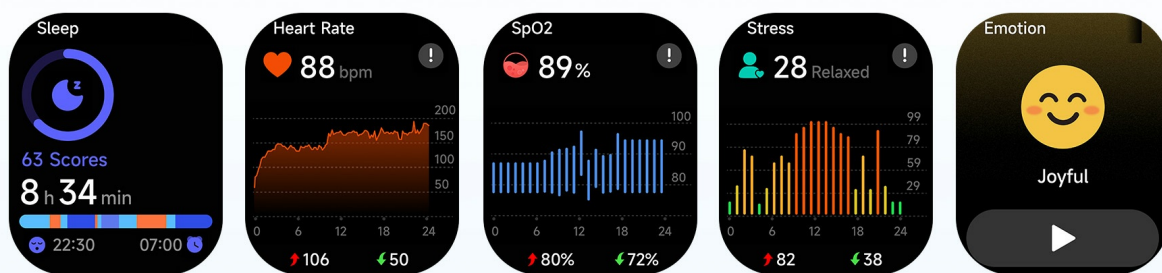 Sleep
63 Scores
8 h 34 min
22:30 07:00
Heart Rate
88 bpm
200
150
100
50
0 6 12 18 24
106 50
SpO2
89%
100
90
80
0 6 12 18 24
80% 72%
Stress
28 Relaxed
99
79
59
29
0 6 12 18 24
82 38
Emotion
Joyful